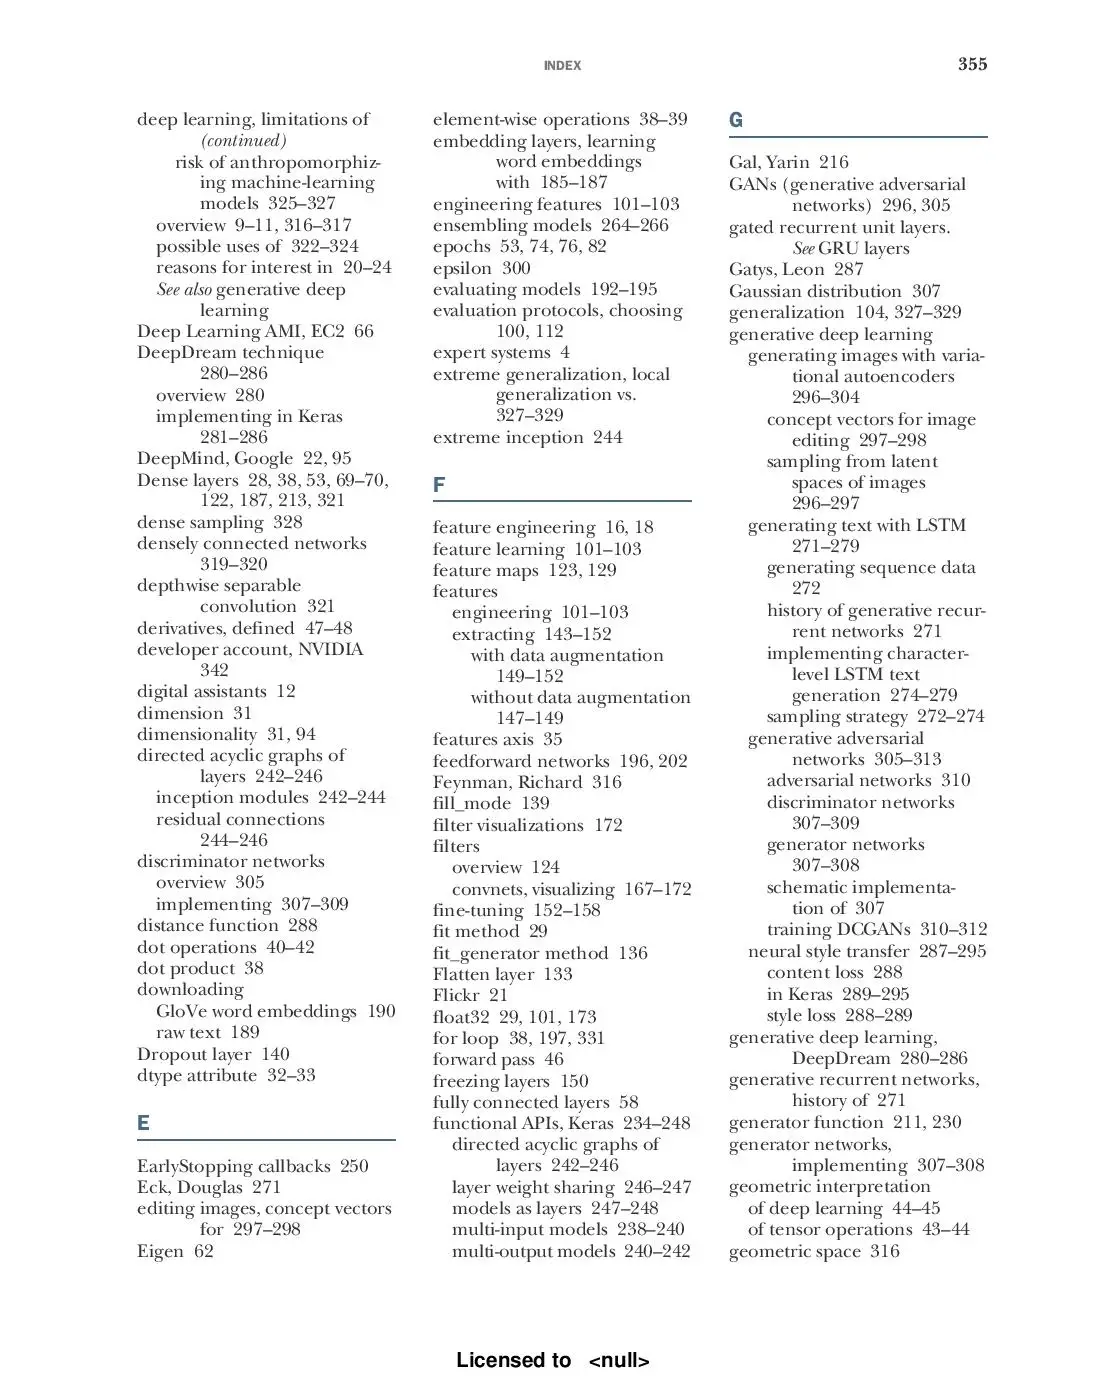 INDEX
355
deep learning, limitations of
(continued)
risk of anthropomorphiz-
ing machine-learning
models 325–327
overview 9–11, 316–317
possible uses of 322–324
reasons for interest in 20–24
See also generative deep
learning
Deep Learning AMI, EC2 66
DeepDream technique
280–286
overview 280
implementing in Keras
281–286
DeepMind, Google 22, 95
Dense layers 28, 38, 53, 69–70,
122, 187, 213, 321
dense sampling 328
densely connected networks
319–320
depthwise separable
convolution 321
derivatives, defined 47–48
developer account, NVIDIA
342
digital assistants 12
dimension 31
dimensionality 31, 94
directed acyclic graphs of
layers 242–246
inception modules 242–244
residual connections
244–246
discriminator networks
overview 305
implementing 307–309
distance function 288
dot operations 40–42
dot product 38
downloading
GloVe word embeddings 190
raw text 189
Dropout layer 140
dtype attribute 32–33
E
EarlyStopping callbacks 250
Eck, Douglas 271
editing images, concept vectors
for 297–298
Eigen 62
element-wise operations 38–39
embedding layers, learning
word embeddings
with 185–187
engineering features 101–103
ensembling models 264–266
epochs 53, 74, 76, 82
epsilon 300
evaluating models 192–195
evaluation protocols, choosing
100, 112
expert systems 4
extreme generalization, local
generalization vs.
327–329
extreme inception 244
F
feature engineering 16, 18
feature learning 101–103
feature maps 123, 129
features
engineering 101–103
extracting 143–152
with data augmentation
149–152
without data augmentation
147–149
features axis 35
feedforward networks 196, 202
Feynman, Richard 316
fill_mode 139
filter visualizations 172
filters
overview 124
convnets, visualizing 167–172
fine-tuning 152–158
fit method 29
fit_generator method 136
Flatten layer 133
Flickr 21
float32 29, 101, 173
for loop 38, 197, 331
forward pass 46
freezing layers 150
fully connected layers 58
functional APIs, Keras 234–248
directed acyclic graphs of
layers 242–246
layer weight sharing 246–247
models as layers 247–248
multi-input models 238–240
multi-output models 240–242
G
Gal, Yarin 216
GANs (generative adversarial
networks) 296, 305
gated recurrent unit layers.
See GRU layers
Gatys, Leon 287
Gaussian distribution 307
generalization 104, 327–329
generative deep learning
generating images with varia-
tional autoencoders
296–304
concept vectors for image
editing 297–298
sampling from latent
spaces of images
296–297
generating text with LSTM
271–279
generating sequence data
272
history of generative recur-
rent networks 271
implementing character-
level LSTM text
generation 274–279
sampling strategy 272–274
generative adversarial
networks 305–313
adversarial networks 310
discriminator networks
307–309
generator networks
307–308
schematic implementa-
tion of 307
training DCGANs 310–312
neural style transfer 287–295
content loss 288
in Keras 289–295
style loss 288–289
generative deep learning,
DeepDream 280–286
generative recurrent networks,
history of 271
generator function 211, 230
generator networks,
implementing 307–308
geometric interpretation
of deep learning 44–45
of tensor operations 43–44
geometric space 316
Licensed to <null>